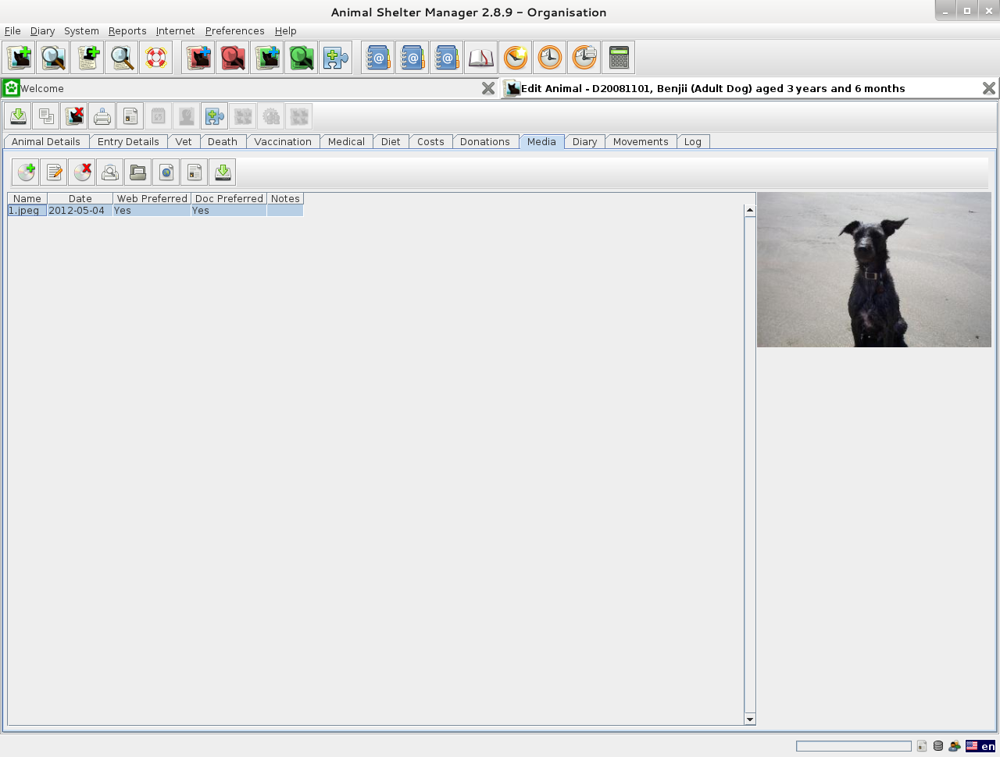 Animal Shelter Manager 2.8.9 - Organisation
File Diary System Reports Internet Preferences Help
Welcome
Edit Animal - D20081101, Benjii (Adult Dog) aged 3 years and 6 months
Animal Details Entry Details Vet Death Vaccination Medical Diet Costs Donations Media Diary Movements Log
Name Date Web Preferred Doc Preferred Notes
1.jpeg 2012-05-04 Yes Yes
en